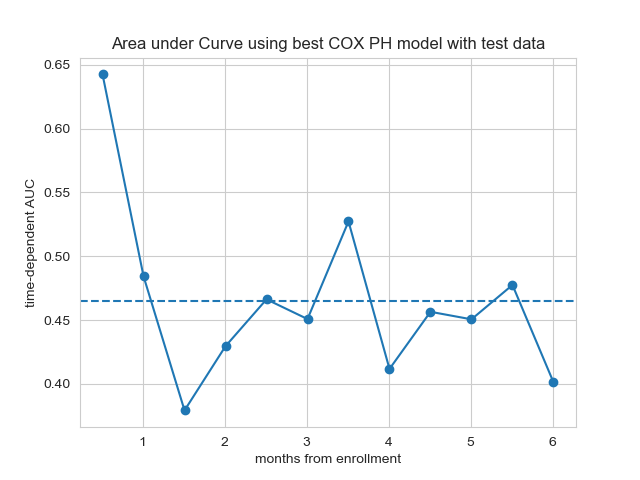 Area under Curve using best COX PH model with test data
time-dependent AUC
0.65
0.60
0.55
0.50
0.45
0.40
1 2 3 4 5 6
months from enrollment